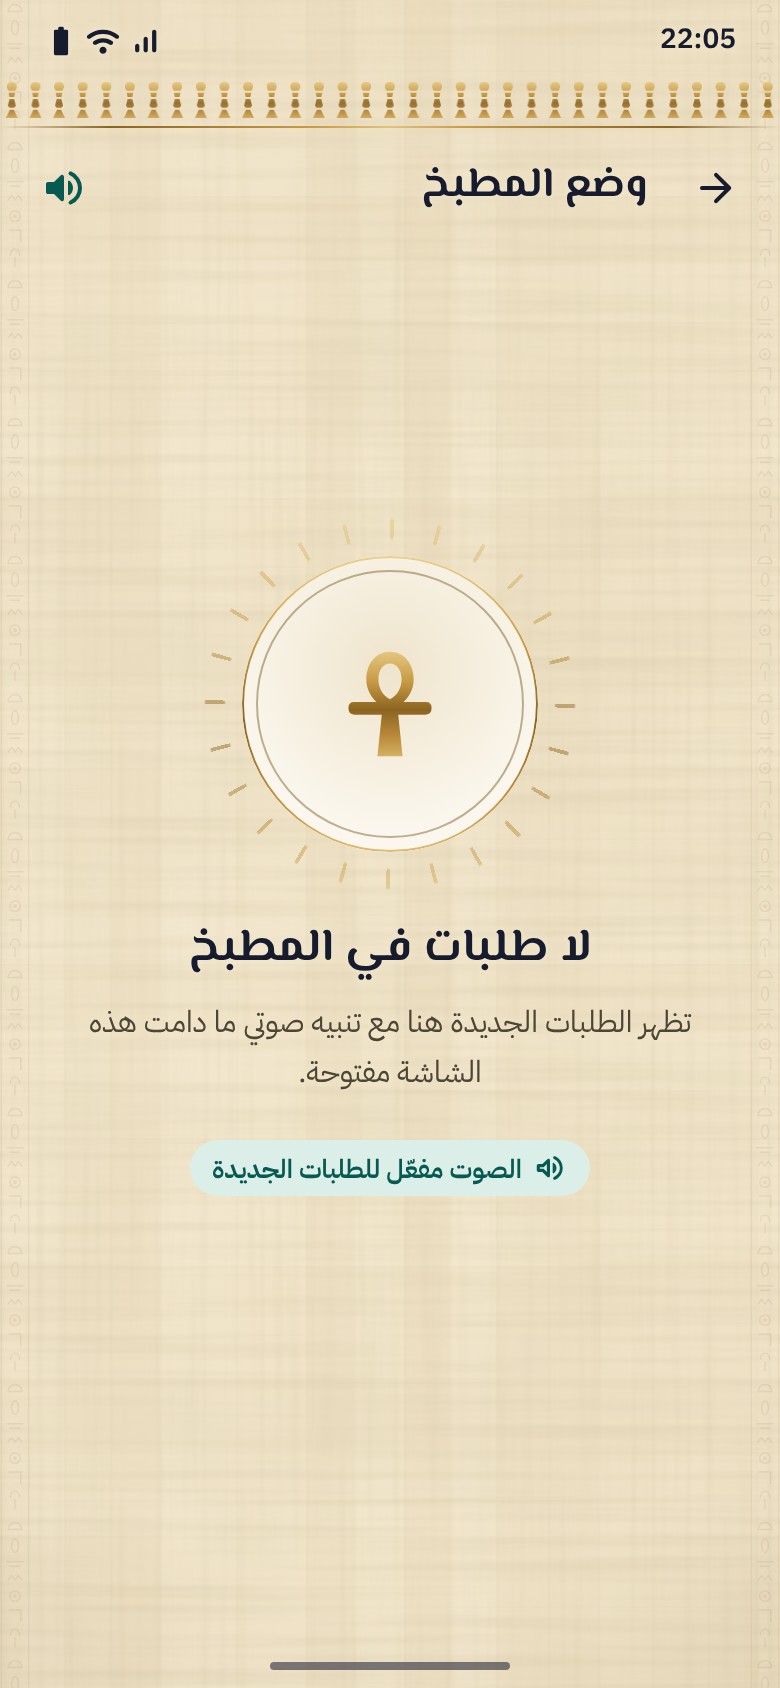 22:05
وضع المطبخ
لا طلبات في المطبخ
تظهر الطلبات الجديدة هنا مع تنبيه صوتي ما دامت هذه
الشاشة مفتوحة.
الصوت مفعّل للطلبات الجديدة